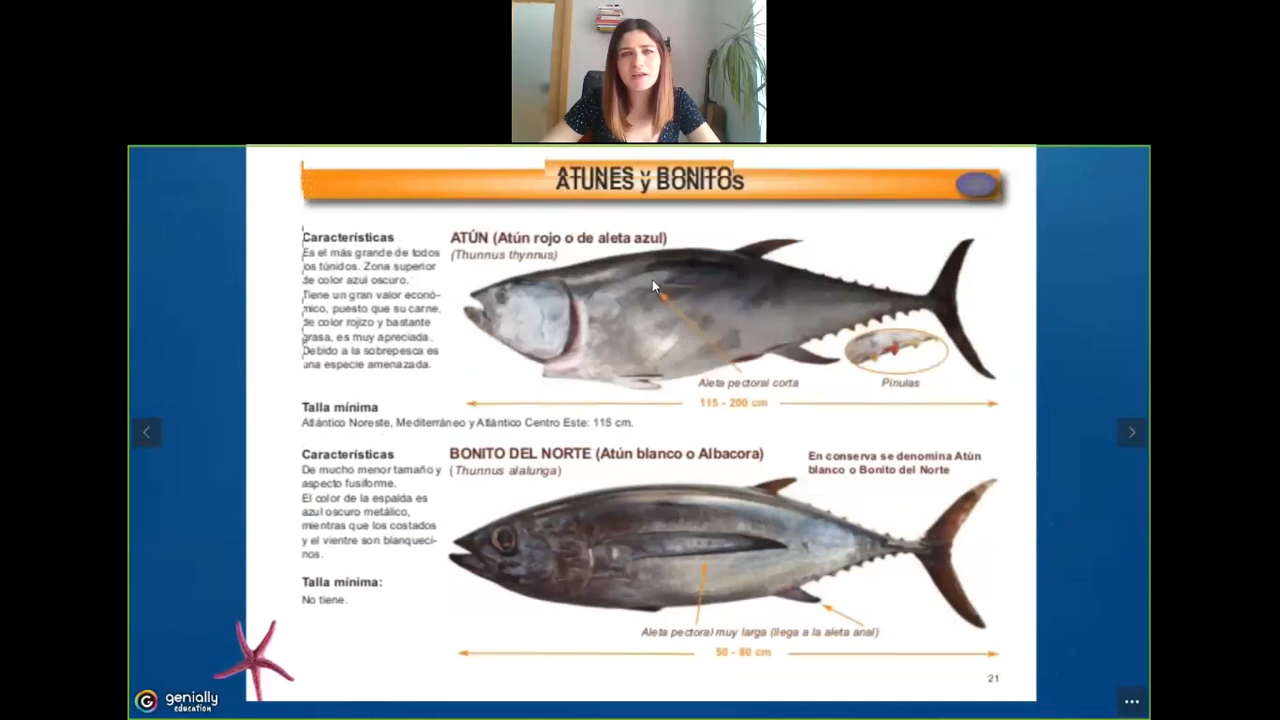 ATUNES y BONITO
ATUNES y BONITOS
Características
Es el más grande de todos
los túnidos. Zona superior
de color azul oscuro.
Tiene un gran valor econó-
mico, puesto que su carne,
de color rojizo y bastante
grasa, es muy apreciada.
Debido a la sobrepesca es
una especie amenazada.
ATÚN (Atún rojo o de aleta azul)
(Thunnus thynnus)
Aleta pectoral corta
Pínulas
115 - 200 cm
Talla mínima
Atlántico Noreste, Mediterráneo y Atlántico Centro Este: 115 cm.
Características
De mucho menor tamaño y
aspecto fusiforme.
El color de la espalda es
azul oscuro metálico,
mientras que los costados
y el vientre son blanqueci-
nos.
Talla mínima:
No tiene.
BONITO DEL NORTE (Atún blanco o Albacora)
(Thunnus alalunga)
En conserva se denomina Atún
blanco o Bonito del Norte
Aleta pectoral muy larga (llega a la aleta anal)
50 - 80 cm
21
genially
education